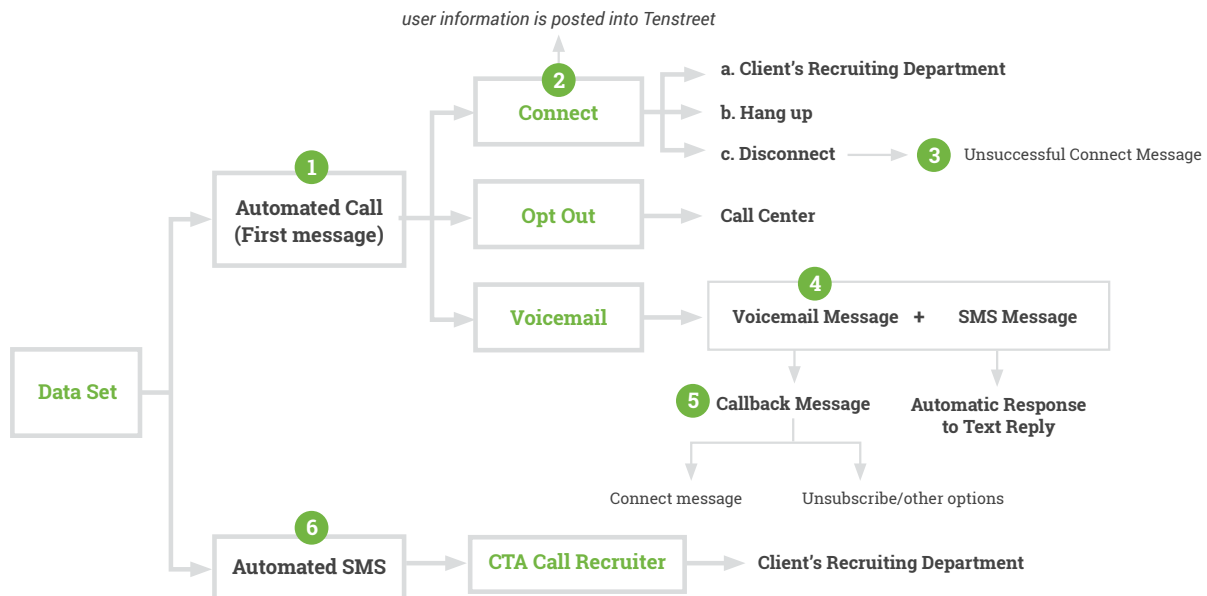 user information is posted into Tenstreet
2
Connect
a. Client's Recruiting Department
b. Hang up
c. Disconnect
3
Unsuccessful Connect Message
1
Automated Call
(First message)
Opt Out
Call Center
Voicemail
4
Voicemail Message + SMS Message
Data Set
5
Callback Message
Automatic Response
to Text Reply
Connect message
Unsubscribe/other options
6
Automated SMS
CTA Call Recruiter
Client's Recruiting Department